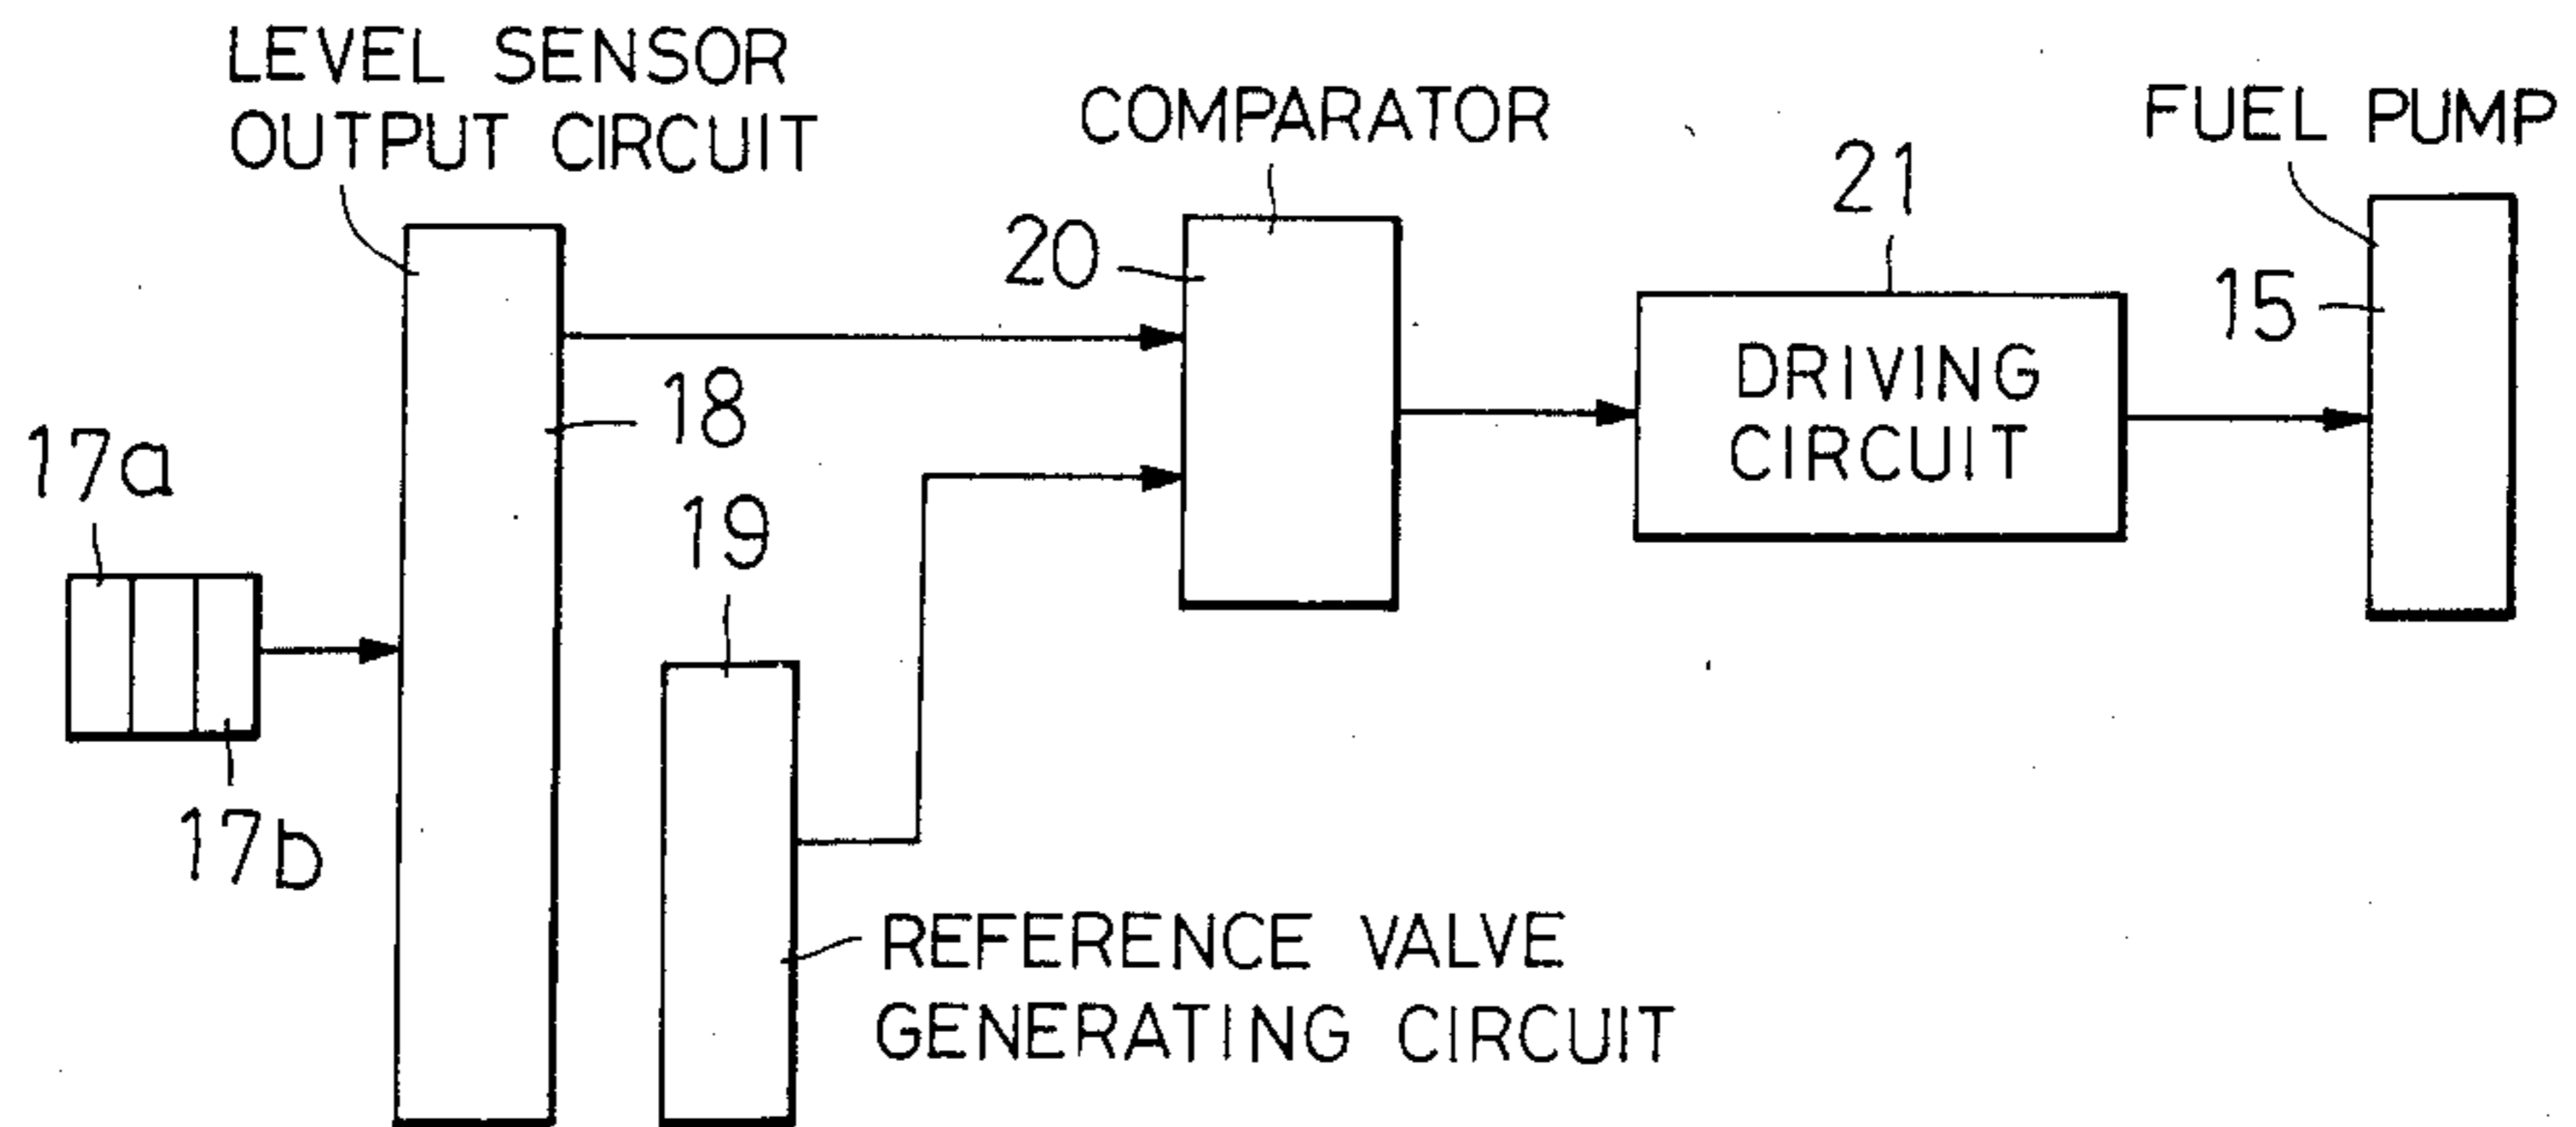 LEVEL SENSOR
OUTPUT CIRCUIT
COMPARATOR
FUEL PUMP
21
20
15
DRIVING
CIRCUIT
18
17a
19
17b
REFERENCE VALVE
GENERATING CIRCUIT